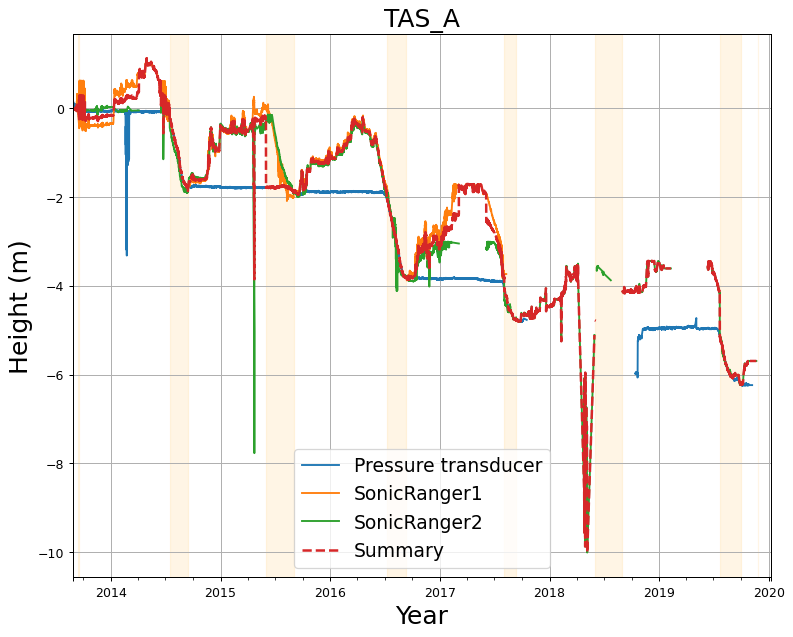 TAS_A
Height (m)
0
−2
−4
−6
−8
−10
Pressure transducer
SonicRanger1
SonicRanger2
Summary
2014 2015 2016 2017 2018 2019 2020
Year